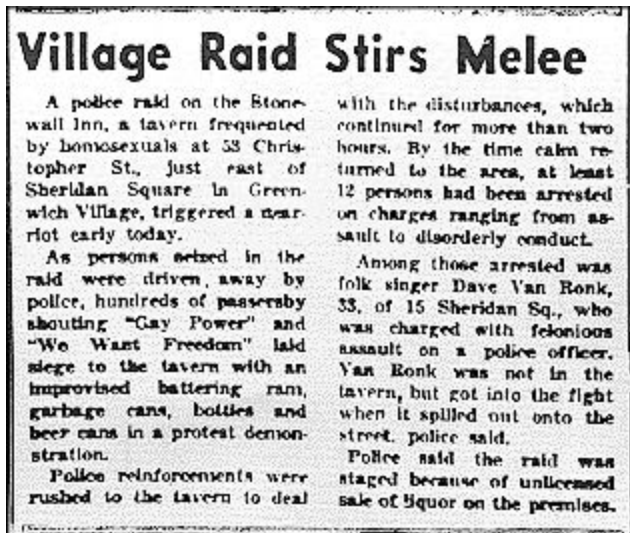 Village Raid Stirs Melee
A police raid on the Stone-
wall Inn, a tavern frequented
by homosexuals at 53 Chris-
topher St., just east of
Sheridan Square in Green-
wich Village, triggered a near-
riot early today.
As persons seized in the
raid were driven away by
police, hundreds of passersby
shouting "Gay Power" and
"We Want Freedom" laid
siege to the tavern with an
improvised battering ram,
garbage cans, bottles and
beer cans in a protest demon-
stration.
Police reinforcements were
rushed to the tavern to deal
with the disturbances, which
continued for more than two
hours. By the time calm re-
turned to the area, at least
12 persons had been arrested
on charges ranging from as-
sault to disorderly conduct.
Among those arrested was
folk singer Dave Van Ronk,
33, of 15 Sheridan Sq., who
was charged with felonious
assault on a police officer.
Van Ronk was not in the
tavern, but got into the fight
when it spilled out onto the
street, police said.
Police said the raid was
staged because of unlicensed
sale of liquor on the premises.